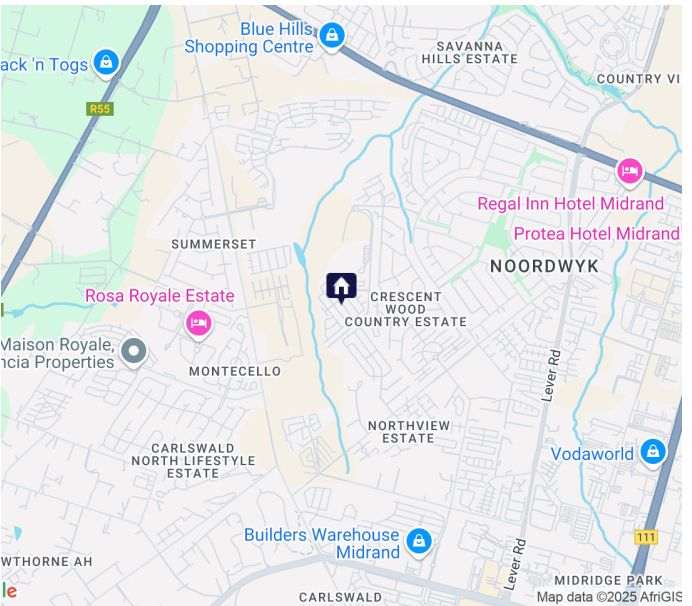 Blue Hills
Shopping Centre
SAVANNA
HILLS ESTATE
ack 'n Togs
COUNTRY VI
R55
Regal Inn Hotel Midrand
Protea Hotel Midrand
SUMMERSET
NOORDWYK
Rosa Royale Estate
CRESCENT
WOOD
COUNTRY ESTATE
Maison Royale,
ncia Properties
MONTECELLO
Lever Rd
NORTHVIEW
ESTATE
CARLSWALD
NORTH LIFESTYLE
ESTATE
Vodaworld
Builders Warehouse
Midrand
111
WTHORNE AH
Lever Rd
MIDRIDGE PARK
le
CARLSWALD
Map data ©2025 AfriGIS